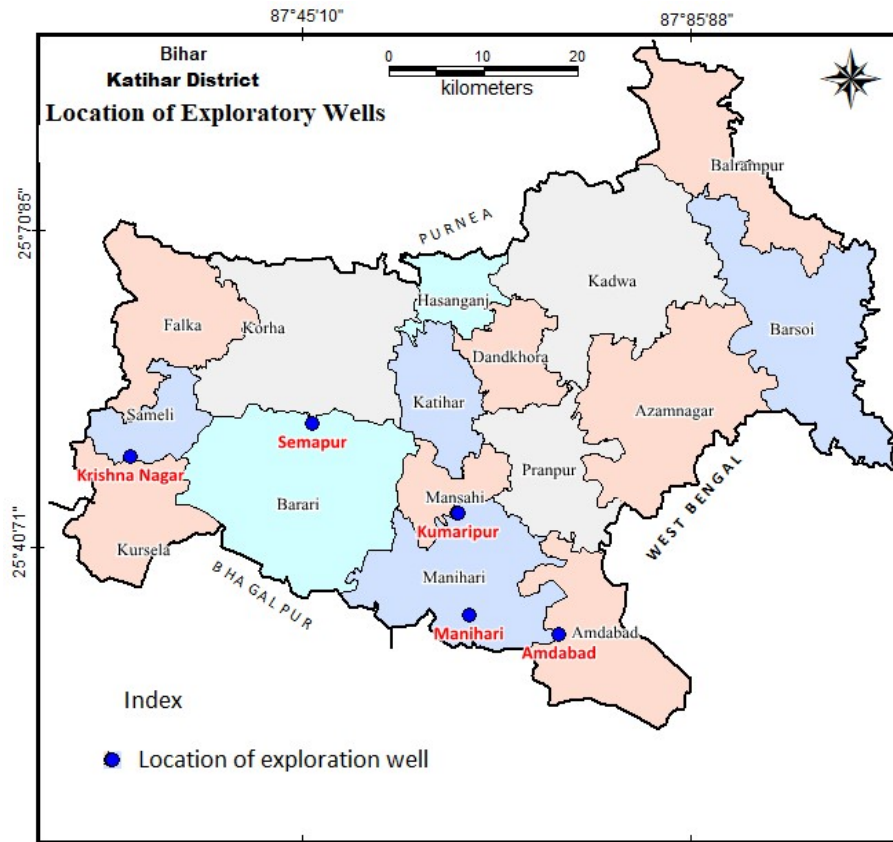 87°45'10"
87°85'88"
Bihar
Katihar District
Location of Exploratory Wells
0 10 20
kilometers
25°70'85"
25°40'71"
PURNEA
Balrampur
Kadwa
Hasanganj
Falka
Korha
Barsoi
Dandkhora
Katihar
Azamnagar
Sameli
Semapur
Krishna Nagar
Pranpur
Barari
Mansahi
Kumaripur
WEST BENGAL
Kursela
BHAGALPUR
Manihari
Manihari
Amdabad
Amdabad
Index
Location of exploration well